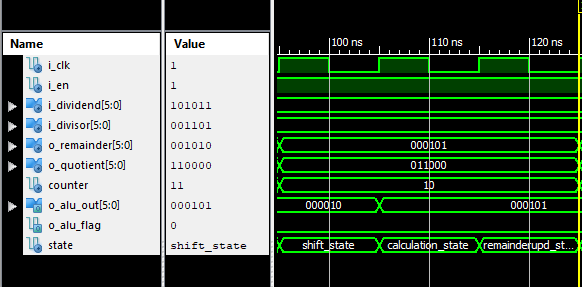 Name Value 100 ns 110 ns 120 ns
i_clk 1
i_en 1
i_dividend[5:0] 101011
i_divisor[5:0] 001101
o_remainder[5:0] 001010 000101
o_quotient[5:0] 110000 011000
counter 11 10
o_alu_out[5:0] 000101 000010 000101
o_alu_flag 0
state shift_state shift_state calculation_state remainderupd_st...